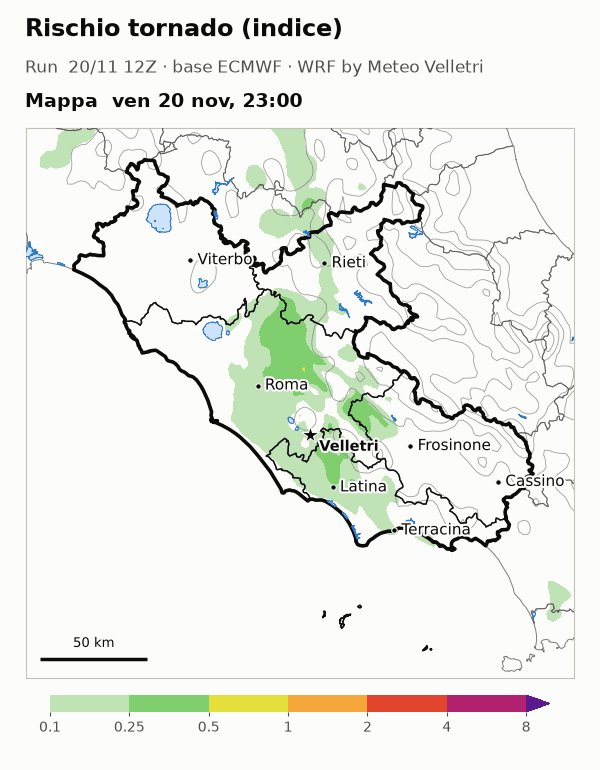 Rischio tornado (indice)
Run  20/11 12Z · base ECMWF · WRF by Meteo Velletri
Mappa  ven 20 nov, 23:00
Viterbo
Rieti
Roma
Velletri
Frosinone
Latina
Cassino
Terracina
50 km
0.1 0.25 0.5 1 2 4 8